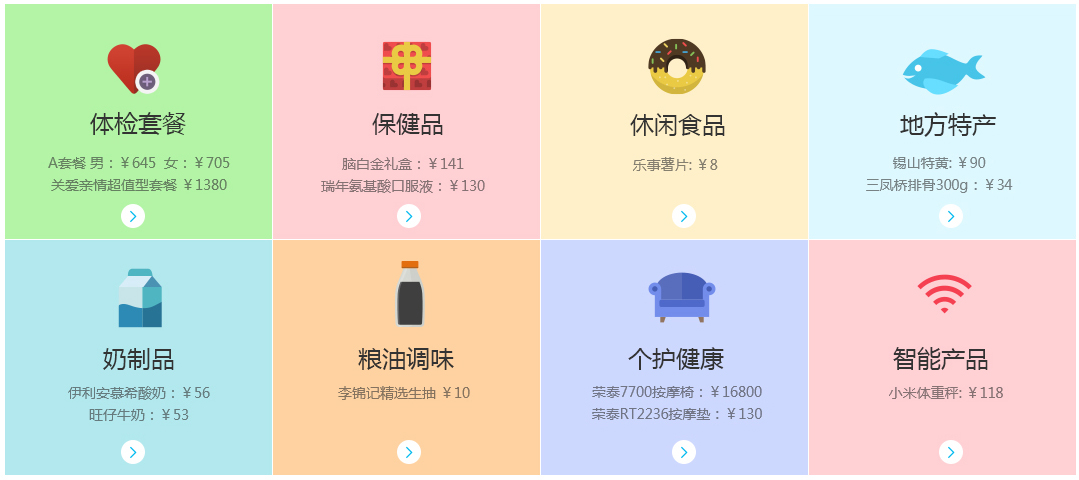 体检套餐
A套餐 男：￥645 女：￥705
关爱亲情超值型套餐 ￥1380
保健品
脑白金礼盒：￥141
瑞年氨基酸口服液：￥130
休闲食品
乐事薯片: ￥8
地方特产
锡山特黄: ￥90
三凤桥排骨300g：￥34
奶制品
伊利安慕希酸奶：￥56
旺仔牛奶：￥53
粮油调味
李锦记精选生抽 ￥10
个护健康
荣泰7700按摩椅：￥16800
荣泰RT2236按摩垫：￥130
智能产品
小米体重秤: ￥118